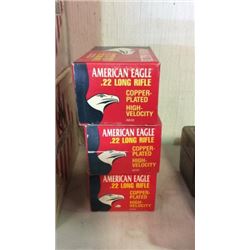 AMERICAN EAGLE
.22 LONG RIFLE
COPPER-
PLATED
HIGH-
VELOCITY
AMERICAN EAGLE
.22 LONG RIFLE
COPPER-
PLATED
HIGH-
VELOCITY
AMERICAN EAGLE
.22 LONG RIFLE
COPPER-
PLATED
HIGH-
VELOCITY